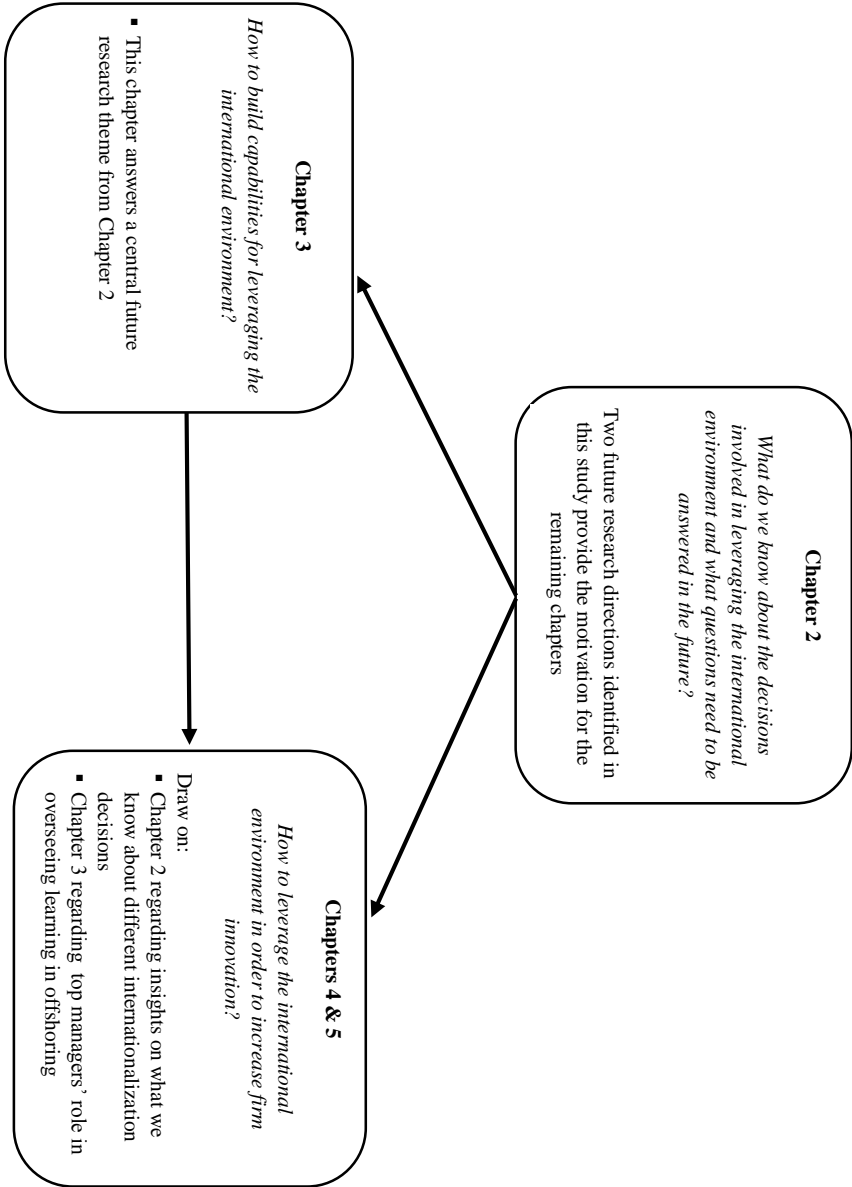 Chapter 2
What do we know about the decisions
involved in leveraging the international
environment and what questions need to be
answered in the future?
Two future research directions identified in
this study provide the motivation for the
remaining chapters
Chapter 3
How to build capabilities for leveraging the
international environment?
▪ This chapter answers a central future
research theme from Chapter 2
Chapters 4 & 5
How to leverage the international
environment in order to increase firm
innovation?
Draw on:
▪ Chapter 2 regarding insights on what we
know about different internationalization
decisions
▪ Chapter 3 regarding top managers’ role in
overseeing learning in offshoring